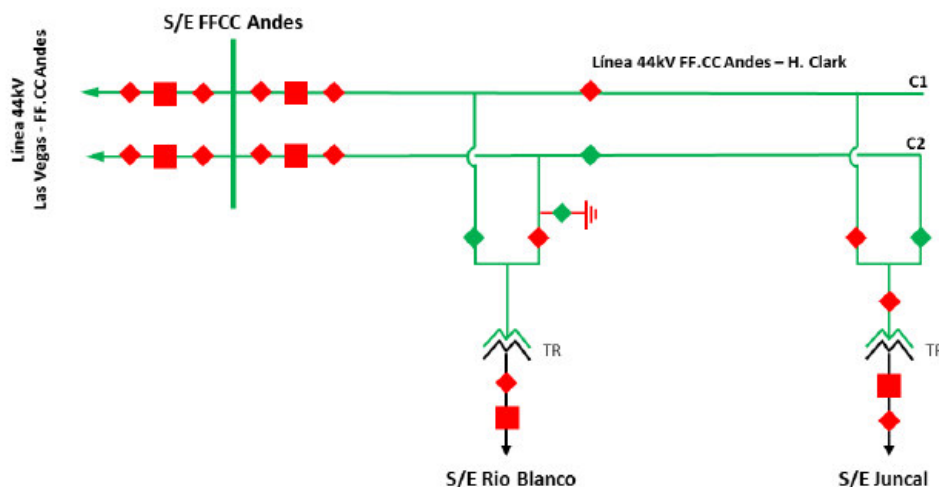 S/E FFCC Andes
Línea 44kV
Las Vegas - FF.CC Andes
Línea 44kV FF.CC Andes – H. Clark
C1
C2
TR
TR
S/E Rio Blanco
S/E Juncal